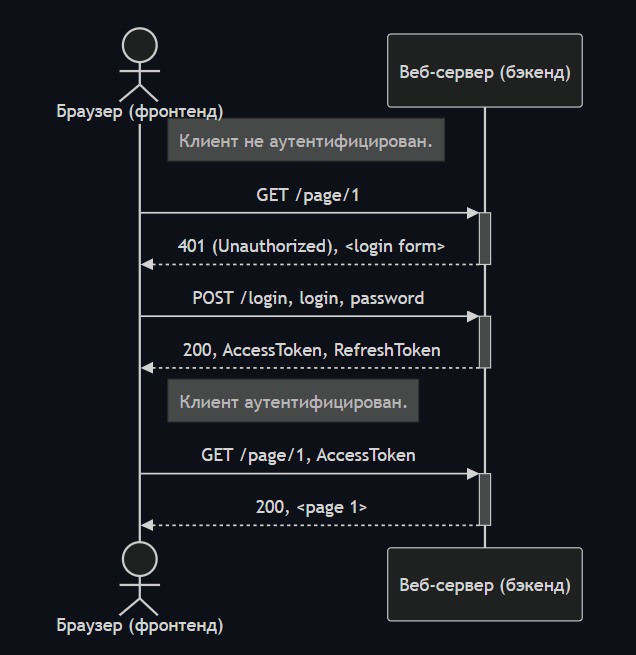 Браузер (фронтенд)
Веб-сервер (бэкенд)
Клиент не аутентифицирован.
GET /page/1
401 (Unauthorized), <login form>
POST /login, login, password
200, AccessToken, RefreshToken
Клиент аутентифицирован.
GET /page/1, AccessToken
200, <page 1>
Браузер (фронтенд)
Веб-сервер (бэкенд)